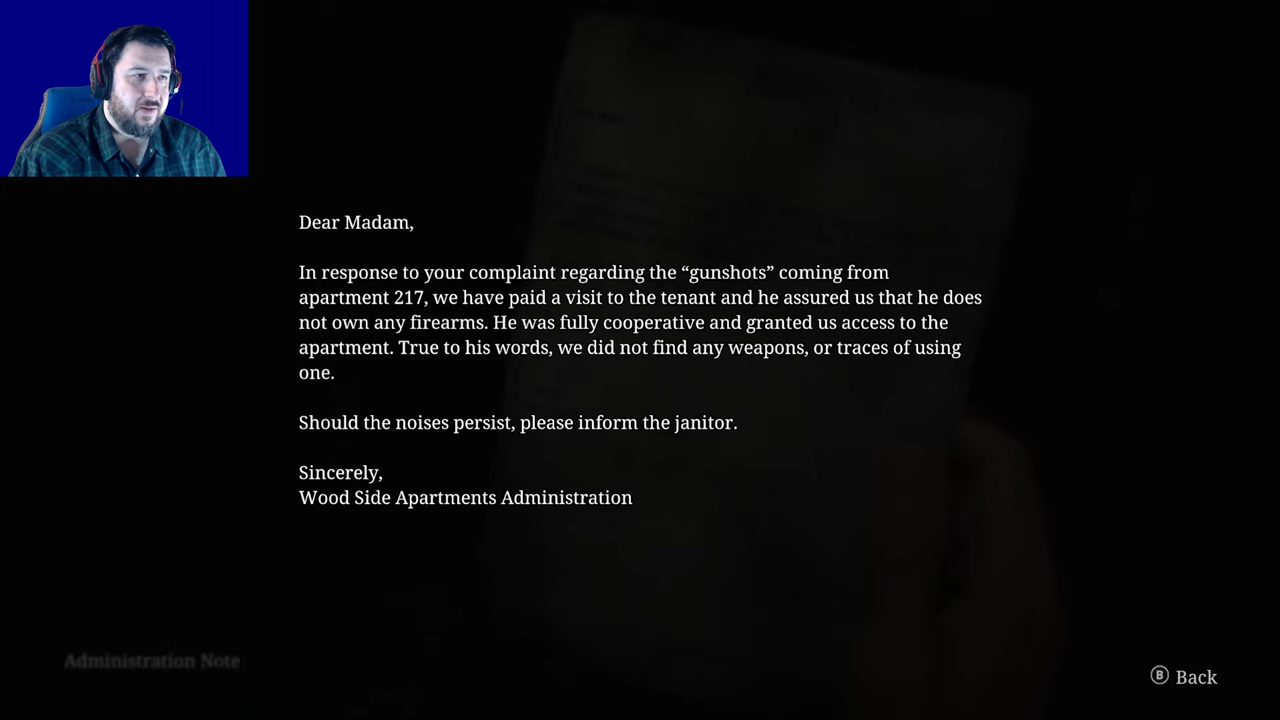 Dear Madam,
In response to your complaint regarding the “gunshots” coming from
apartment 217, we have paid a visit to the tenant and he assured us that he does
not own any firearms. He was fully cooperative and granted us access to the
apartment. True to his words, we did not find any weapons, or traces of using
one.
Should the noises persist, please inform the janitor.
Sincerely,
Wood Side Apartments Administration
Administration Note
B Back